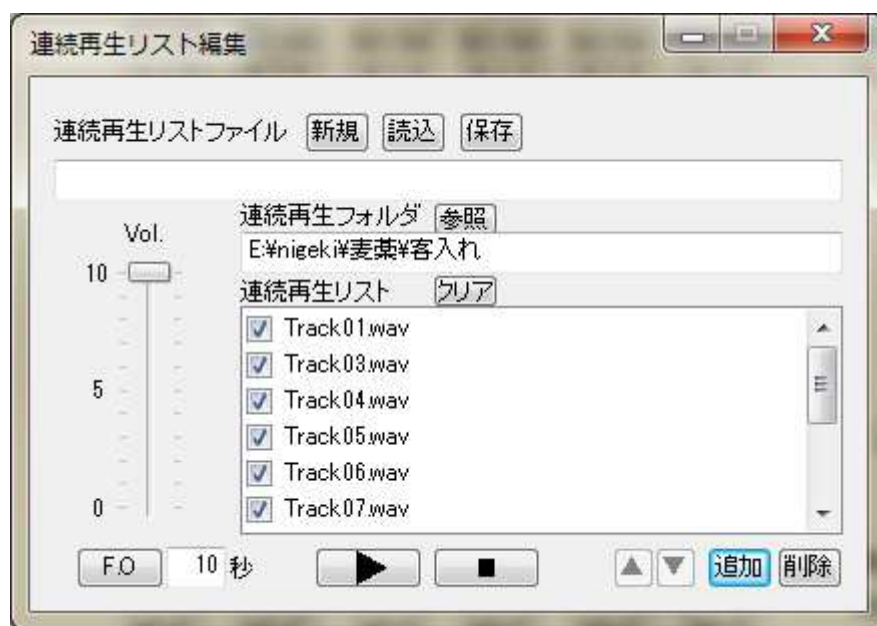 連続再生リスト編集
連続再生リストファイル 新規 読込 保存
Vol.
連続再生フォルダ 参照
E:¥nigeki¥麦藁¥客入れ
10
連続再生リスト クリア
Track01.wav
Track03.wav
5
Track04.wav
Track05.wav
Track06.wav
0
Track07.wav
F.O 10 秒 ▶ ■ ▲ ▼ 追加 削除